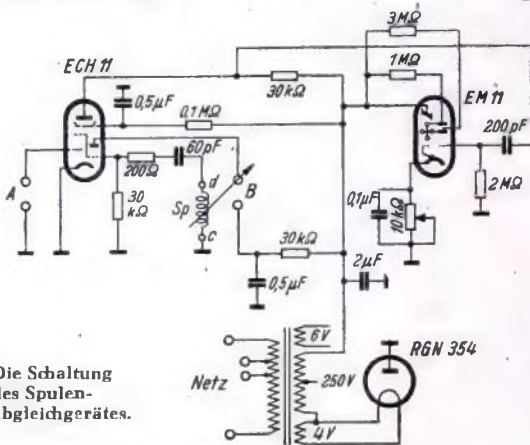 ECH 11
0,5µF
30kΩ
0,1MΩ
3MΩ
1MΩ
EM 11
200pF
60pF
200Ω
A
30
kΩ
Sp
d
c
B
30kΩ
0,5µF
0,1µF
10kΩ
2MΩ
2µF
6V
250V
4V
Netz
RGN 354
Die Schaltung
des Spulen-
abgleichgerätes.